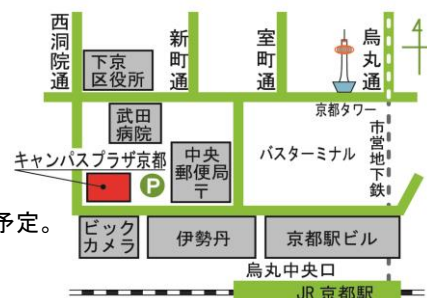 西洞院通
新町通
室町通
烏丸通
4
下京
区役所
京都タワー
武田
病院
市営地下鉄
キャンパスプラザ京都
中央
郵便局
〒
バスターミナル
P
予定。
ビック
カメラ
伊勢丹
京都駅ビル
烏丸中央口
JR京都駅